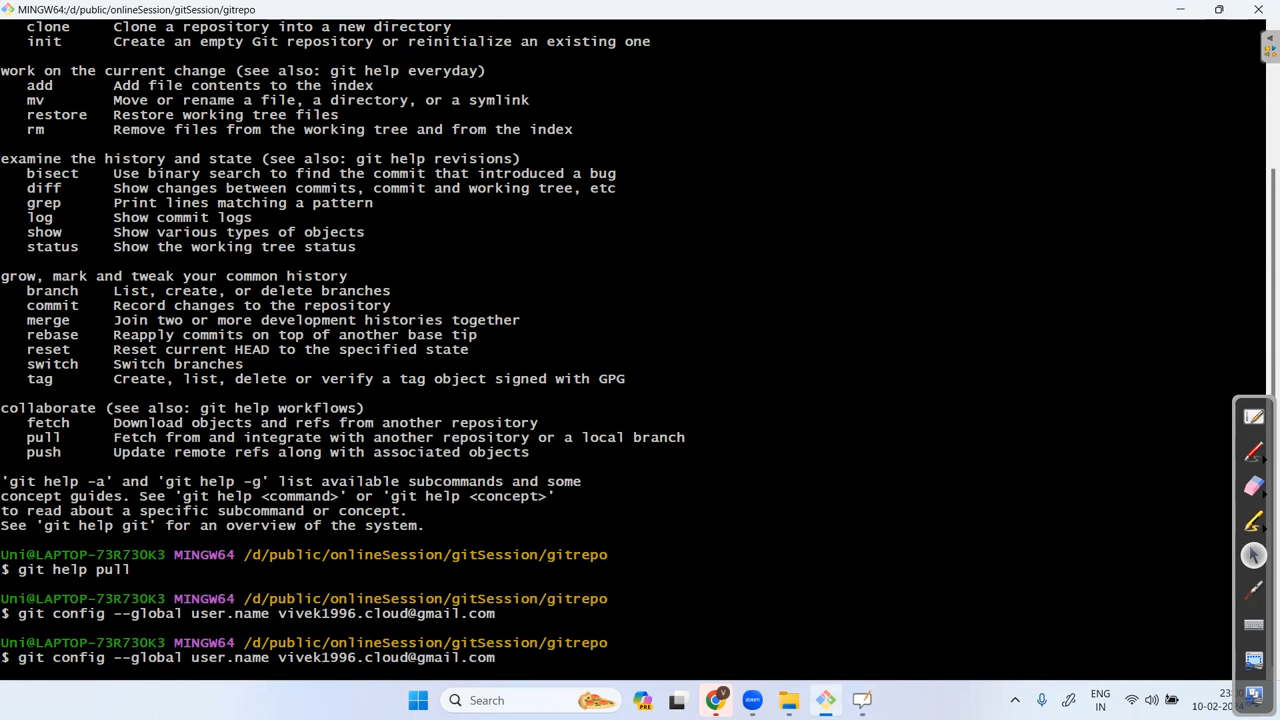 MINGW64:/d/public/onlineSession/gitSession/gitrepo
clone Clone a repository into a new directory
init Create an empty Git repository or reinitialize an existing one
work on the current change (see also: git help everyday)
add Add file contents to the index
mv Move or rename a file, a directory, or a symlink
restore Restore working tree files
rm Remove files from the working tree and from the index
examine the history and state (see also: git help revisions)
bisect Use binary search to find the commit that introduced a bug
diff Show changes between commits, commit and working tree, etc
grep Print lines matching a pattern
log Show commit logs
show Show various types of objects
status Show the working tree status
grow, mark and tweak your common history
branch List, create, or delete branches
commit Record changes to the repository
merge Join two or more development histories together
rebase Reapply commits on top of another base tip
reset Reset current HEAD to the specified state
switch Switch branches
tag Create, list, delete or verify a tag object signed with GPG
collaborate (see also: git help workflows)
fetch Download objects and refs from another repository
pull Fetch from and integrate with another repository or a local branch
push Update remote refs along with associated objects
'git help -a' and 'git help -g' list available subcommands and some
concept guides. See 'git help <command>' or 'git help <concept>'
to read about a specific subcommand or concept.
See 'git help git' for an overview of the system.
Uni@LAPTOP-73R73OK3 MINGW64 /d/public/onlineSession/gitSession/gitrepo
$ git help pull
Uni@LAPTOP-73R73OK3 MINGW64 /d/public/onlineSession/gitSession/gitrepo
$ git config --global user.name vivek1996.cloud@gmail.com
Uni@LAPTOP-73R73OK3 MINGW64 /d/public/onlineSession/gitSession/gitrepo
$ git config --global user.name vivek1996.cloud@gmail.com
Search
PRE
V
zoom
ENG
IN
10-02-2024